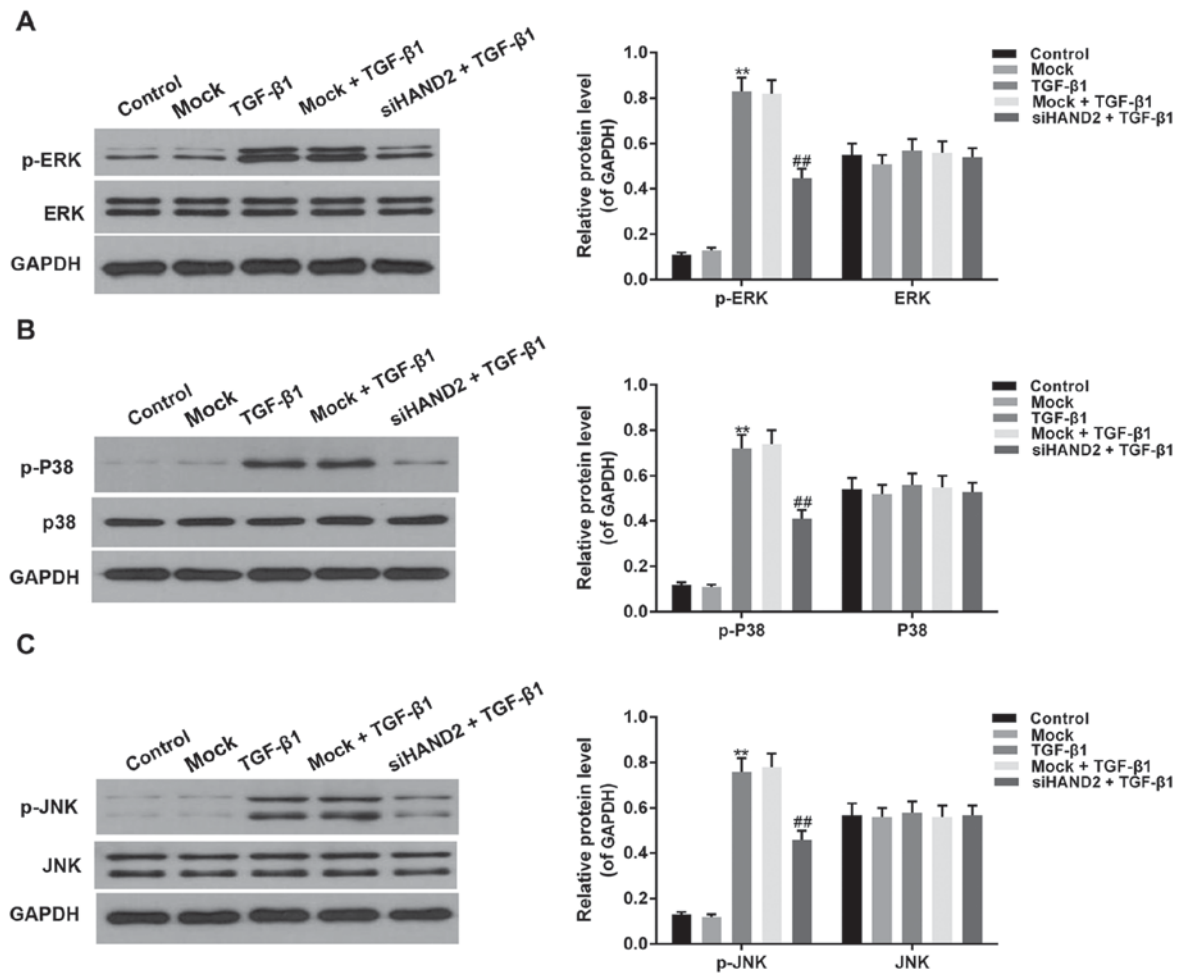 A
Control
Mock
TGF-β1
Mock + TGF-β1
siHAND2 + TGF-β1
p-ERK
ERK
GAPDH
Relative protein level
(of GAPDH)
1.0
0.8
0.6
0.4
0.2
0.0
**
##
p-ERK
ERK
Control
Mock
TGF-β1
Mock + TGF-β1
siHAND2 + TGF-β1
B
Control
Mock
TGF-β1
Mock + TGF-β1
siHAND2 + TGF-β1
p-P38
p38
GAPDH
Relative protein level
(of GAPDH)
1.0
0.8
0.6
0.4
0.2
0.0
**
##
p-P38
P38
Control
Mock
TGF-β1
Mock + TGF-β1
siHAND2 + TGF-β1
C
Control
Mock
TGF-β1
Mock + TGF-β1
siHAND2 + TGF-β1
p-JNK
JNK
GAPDH
Relative protein level
(of GAPDH)
1.0
0.8
0.6
0.4
0.2
0.0
**
##
p-JNK
JNK
Control
Mock
TGF-β1
Mock + TGF-β1
siHAND2 + TGF-β1